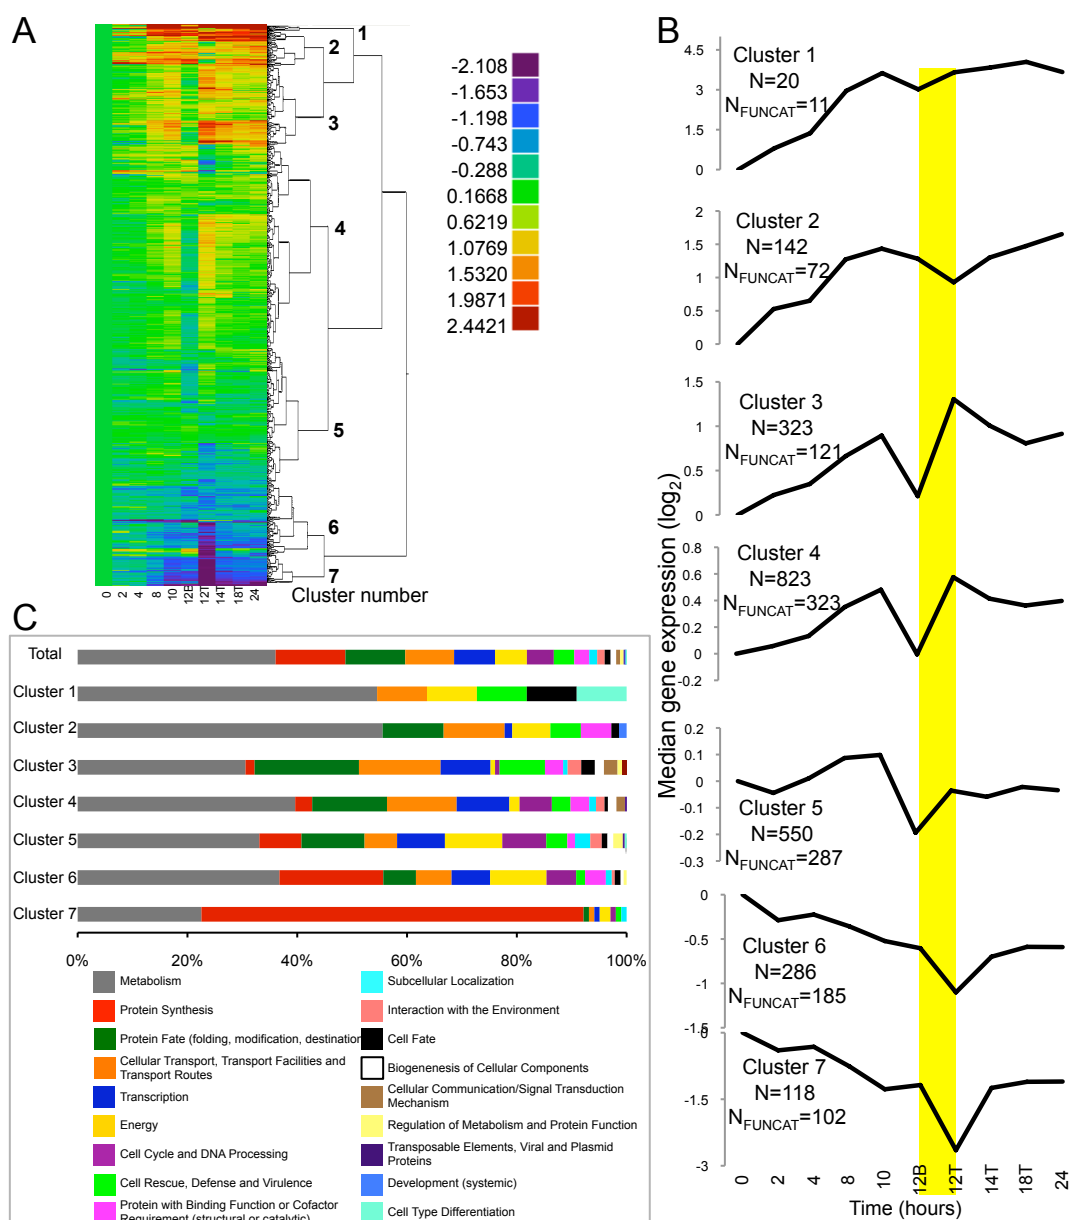 A
1
2
3
4
5
6
7
0
2
4
8
10
12B
12T
14T
18T
24
Cluster number
-2.108
-1.653
-1.198
-0.743
-0.288
0.1668
0.6219
1.0769
1.5320
1.9871
2.4421
B
Median gene expression (log2)
4.5
3
1.5
0
Cluster 1
N=20
NFUNCAT=11
2
1.5
1
0.5
0
Cluster 2
N=142
NFUNCAT=72
1.5
1
0.5
0
Cluster 3
N=323
NFUNCAT=121
0.8
0.6
0.4
0.2
0
-0.2
Cluster 4
N=823
NFUNCAT=323
0.2
0.1
0
-0.1
-0.2
-0.3
Cluster 5
N=550
NFUNCAT=287
0
-0.5
-1
-1.5
Cluster 6
N=286
NFUNCAT=185
0
-1.5
-3
Cluster 7
N=118
NFUNCAT=102
0
2
4
8
10
12B
12T
14T
18T
24
Time (hours)
C
Total
Cluster 1
Cluster 2
Cluster 3
Cluster 4
Cluster 5
Cluster 6
Cluster 7
0%
20%
40%
60%
80%
100%
Metabolism
Protein Synthesis
Protein Fate (folding, modification, destination
Cellular Transport, Transport Facilities and
Transport Routes
Transcription
Energy
Cell Cycle and DNA Processing
Cell Rescue, Defense and Virulence
Protein with Binding Function or Cofactor
Requirement (structural or catalytic)
Subcellular Localization
Interaction with the Environment
Cell Fate
Biogenenesis of Cellular Components
Cellular Communication/Signal Transduction
Mechanism
Regulation of Metabolism and Protein Function
Transposable Elements, Viral and Plasmid
Proteins
Development (systemic)
Cell Type Differentiation